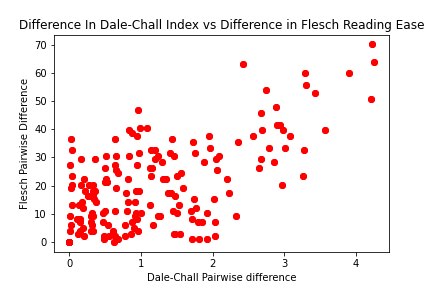 Difference In Dale-Chall Index vs Difference in Flesch Reading Ease
70
60
50
40
30
20
10
0
Flesch Pairwise Difference
0 1 2 3 4
Dale-Chall Pairwise difference